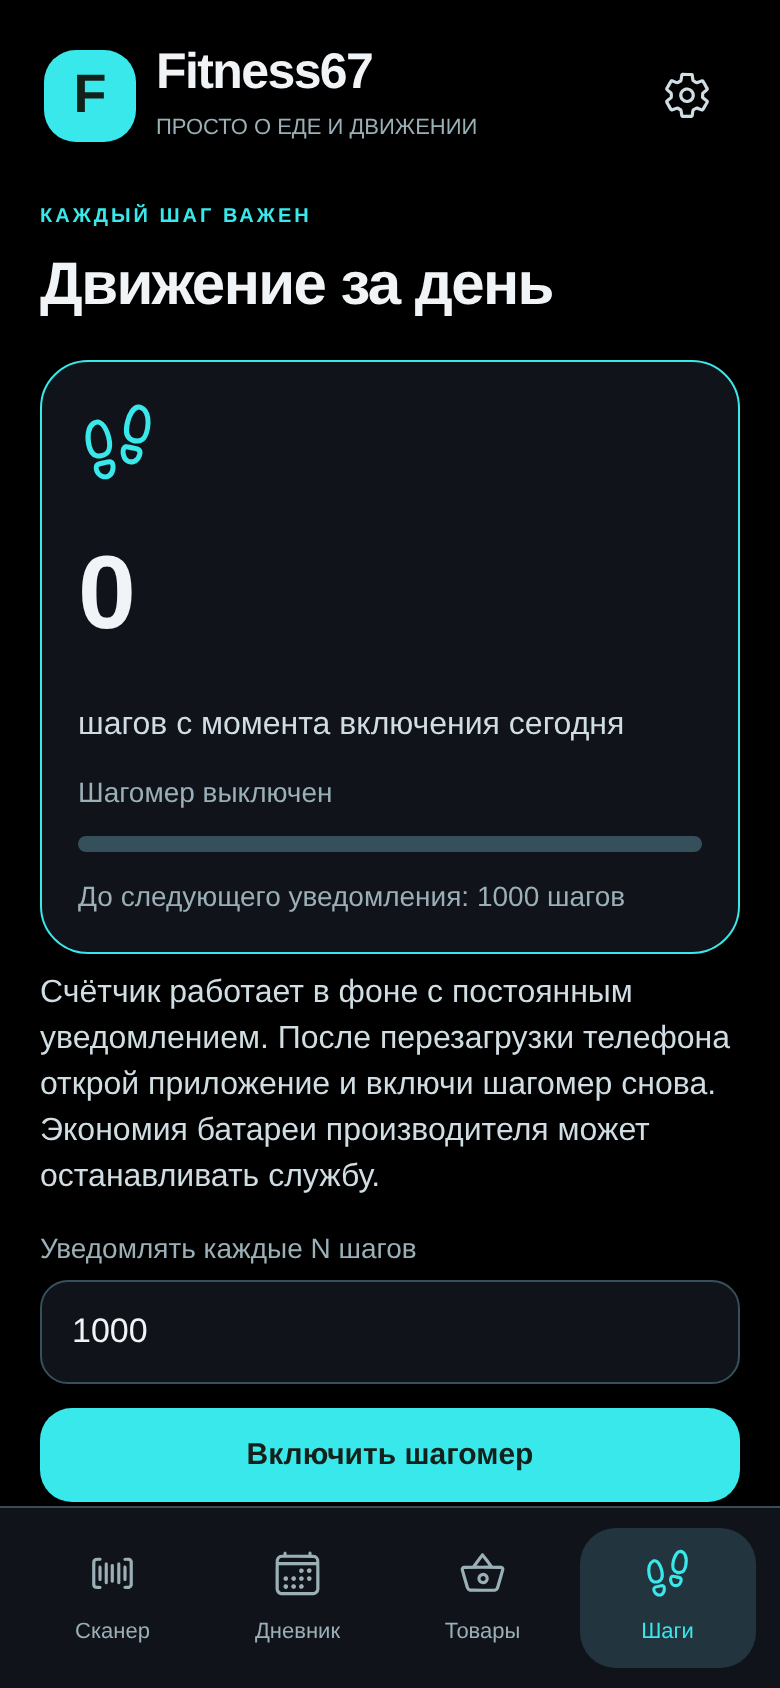 F
Fitness67
ПРОСТО О ЕДЕ И ДВИЖЕНИИ
КАЖДЫЙ ШАГ ВАЖЕН
Движение за день
0
шагов с момента включения сегодня
Шагомер выключен
До следующего уведомления: 1000 шагов
Счётчик работает в фоне с постоянным
уведомлением. После перезагрузки телефона
открой приложение и включи шагомер снова.
Экономия батареи производителя может
останавливать службу.
Уведомлять каждые N шагов
1000
Включить шагомер
Сканер
Дневник
Товары
Шаги